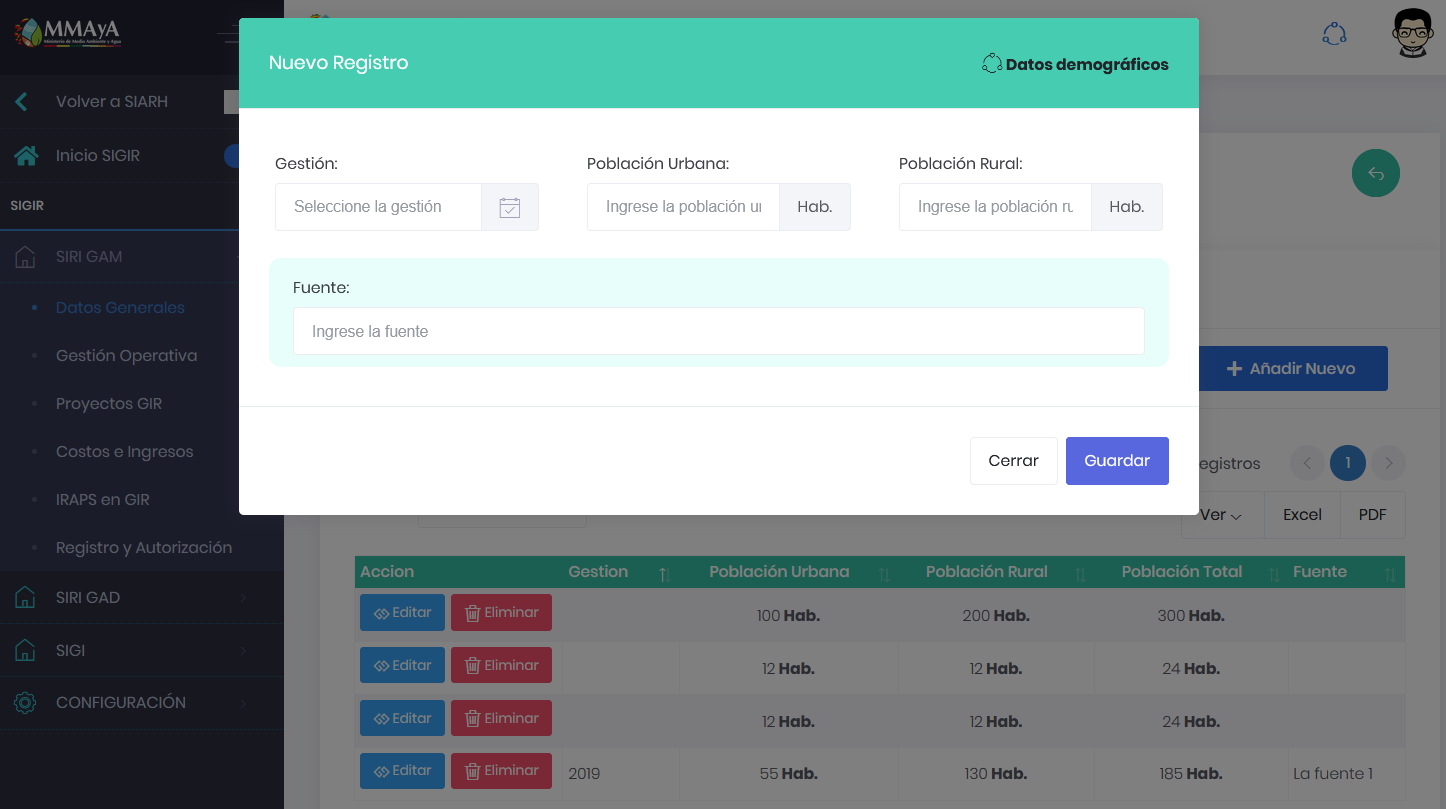 MMAyA
Ministerio de Medio Ambiente y Agua
Nuevo Registro
Datos demográficos
Volver a SIARH
Inicio SIGIR
SIGIR
SIRI GAM
Datos Generales
Gestión Operativa
Proyectos GIR
Costos e Ingresos
IRAPS en GIR
Registro y Autorización
SIRI GAD
SIGI
CONFIGURACIÓN
Gestión: Población Urbana: Población Rural:
Seleccione la gestión Ingrese la población ur Hab. Ingrese la población ru Hab.
Fuente:
Ingrese la fuente
Cerrar Guardar
Añadir Nuevo
egistros 1
Ver Excel PDF
Accion Gestion Población Urbana Población Rural Población Total Fuente
Editar Eliminar 100 Hab. 200 Hab. 300 Hab.
Editar Eliminar 12 Hab. 12 Hab. 24 Hab.
Editar Eliminar 12 Hab. 12 Hab. 24 Hab.
Editar Eliminar 2019 55 Hab. 130 Hab. 185 Hab. La fuente 1